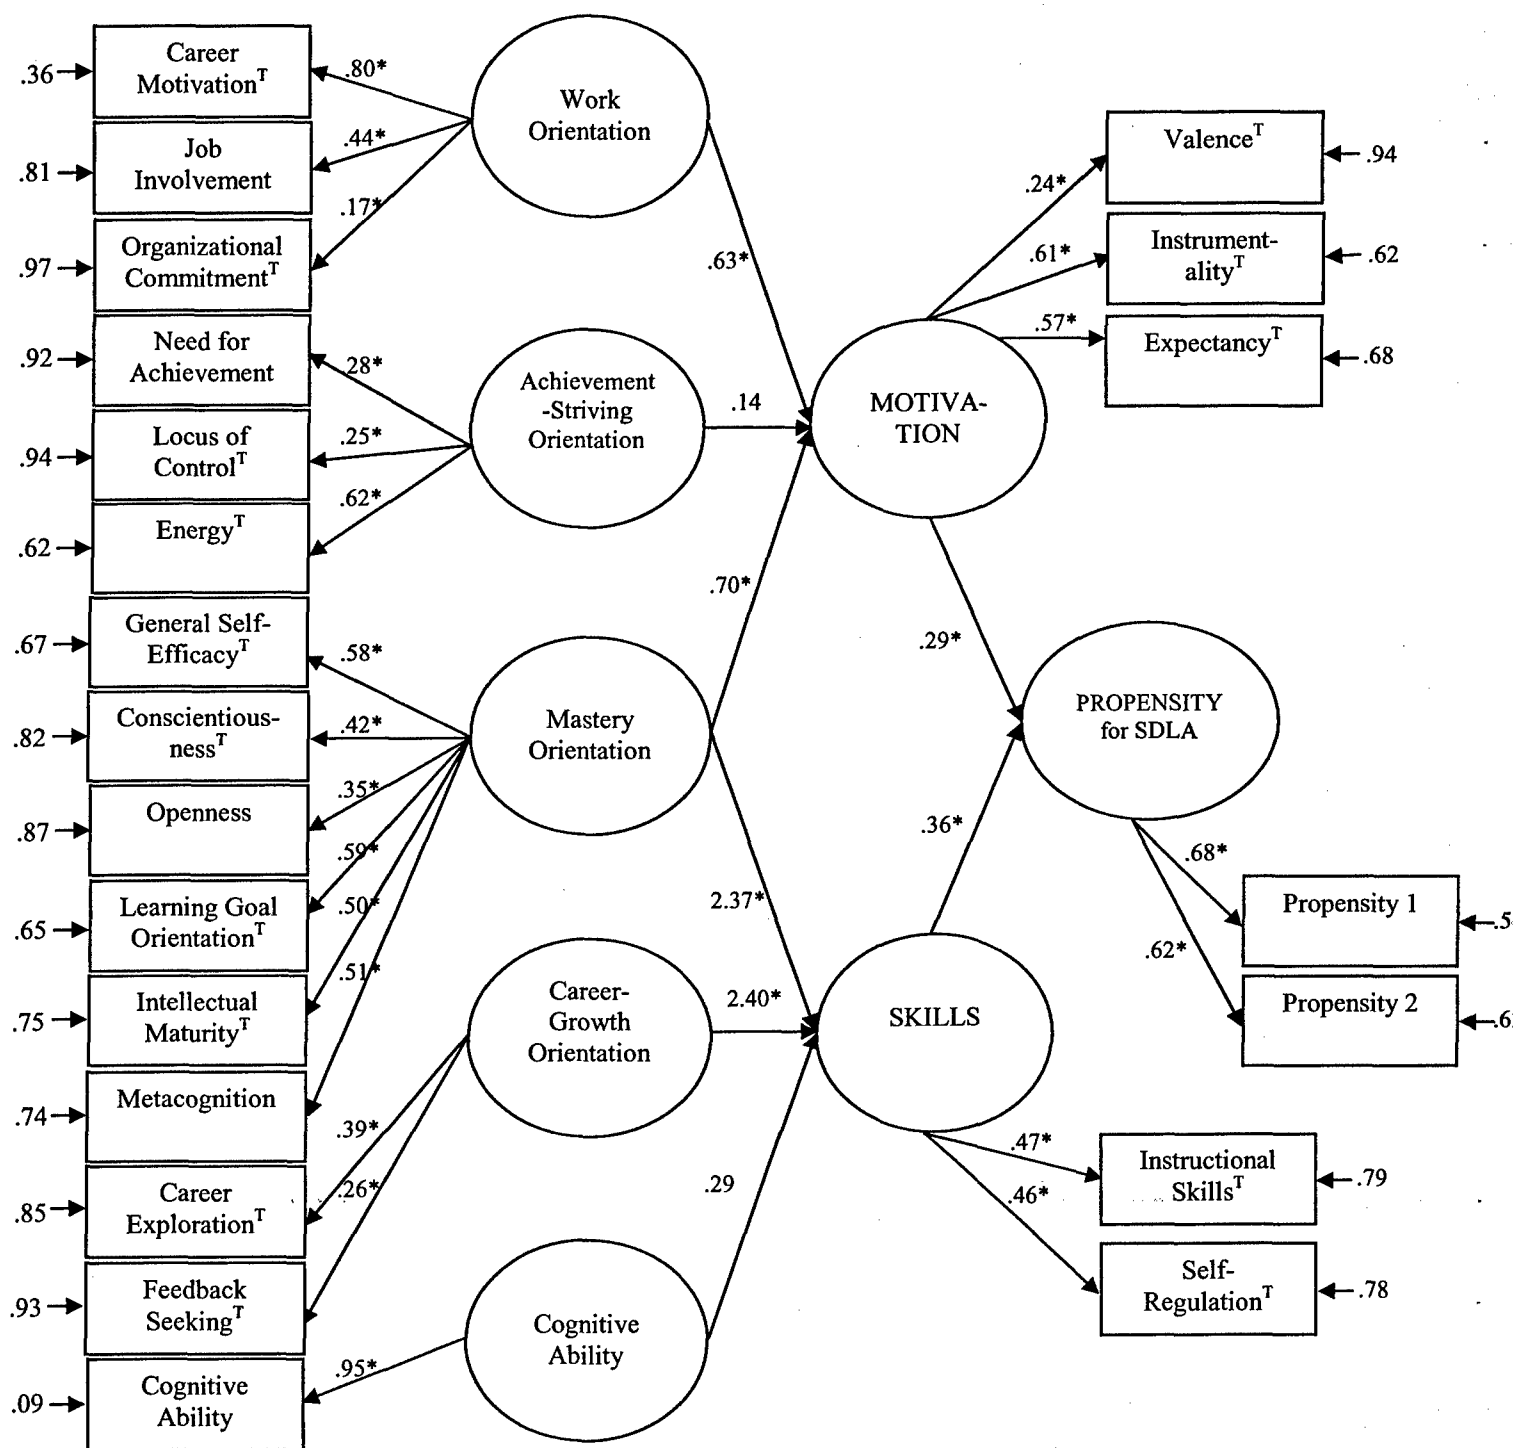 Career
Motivation^T
.36
.80*
Job
Involvement
.81
.44*
Organizational
Commitment^T
.97
.17*
Need for
Achievement
.92
.28*
Locus of
Control^T
.94
.25*
Energy^T
.62
.62*
General Self-
Efficacy^T
.67
.58*
Conscientious-
ness^T
.82
.42*
Openness
.87
.35*
Learning Goal
Orientation^T
.65
.59*
Intellectual
Maturity^T
.75
.50*
Metacognition
.74
.51*
Career
Exploration^T
.85
.39*
Feedback
Seeking^T
.93
.26*
Cognitive
Ability
.09
.95*
Work
Orientation
.63*
Achievement
-Striving
Orientation
.14
Mastery
Orientation
.70*
2.37*
Career-
Growth
Orientation
2.40*
Cognitive
Ability
.29
MOTIVA-
TION
.24*
.61*
.57*
.29*
Valence^T
.94
Instrument-
ality^T
.62
Expectancy^T
.68
SKILLS
.36*
.47*
.46*
Instructional
Skills^T
.79
Self-
Regulation^T
.78
PROPENSITY
for SDLA
.68*
.62*
Propensity 1
Propensity 2